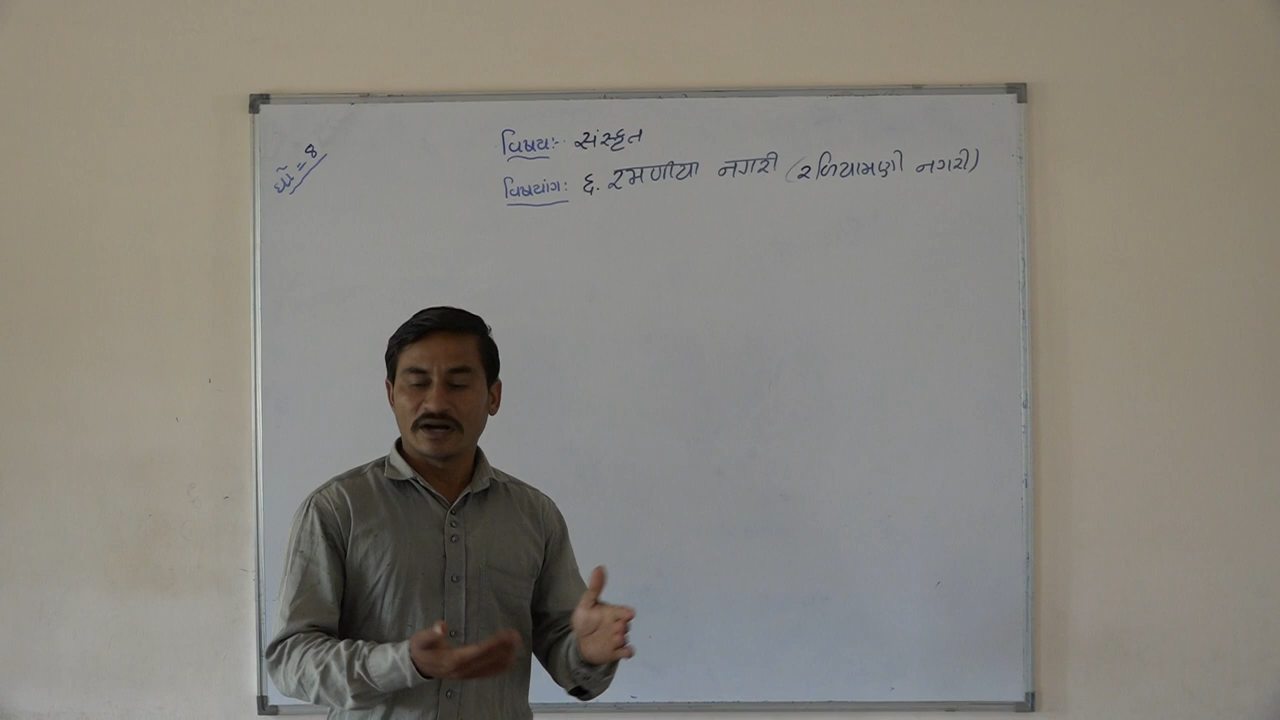 ધો = 8
વિષય:- સંસ્કૃત
વિષયાંગ: ૬. રમણીયા નગરી (રળિયામણી નગરી)